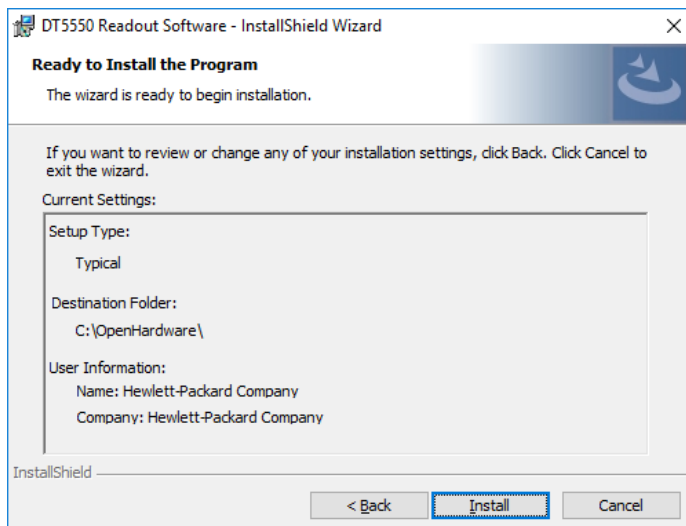 DT5550 Readout Software - InstallShield Wizard
Ready to Install the Program
The wizard is ready to begin installation.
If you want to review or change any of your installation settings, click Back. Click Cancel to
exit the wizard.
Current Settings:
Setup Type:
Typical
Destination Folder:
C:\OpenHardware\
User Information:
Name: Hewlett-Packard Company
Company: Hewlett-Packard Company
InstallShield
< Back
Install
Cancel